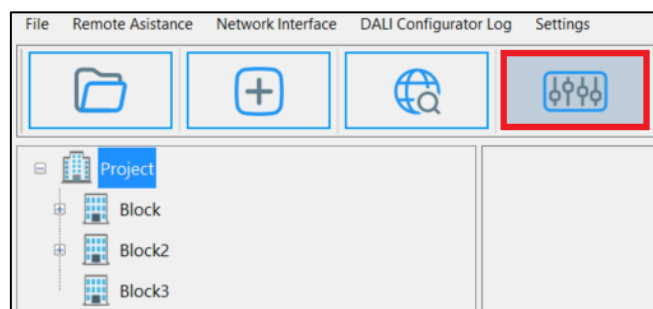 File Remote Asistance Network Interface DALI Configurator Log Settings
Project
Block
Block2
Block3